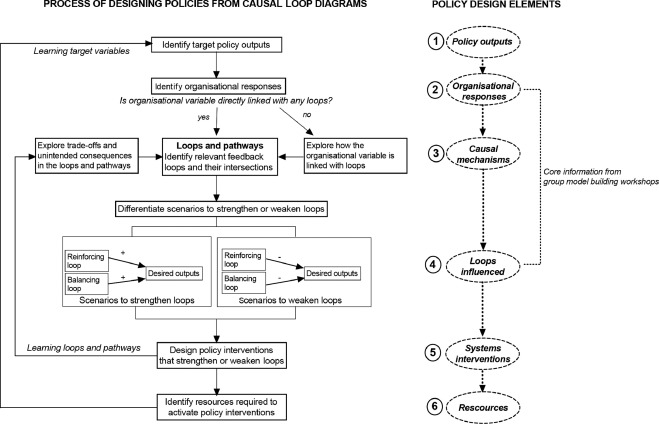 PROCESS OF DESIGNING POLICIES FROM CAUSAL LOOP DIAGRAMS
Learning target variables
Identify target policy outputs
Identify organisational responses
Is organisational variable directly linked with any loops?
yes
no
Explore trade-offs and
unintended consequences
in the loops and pathways
Loops and pathways
Identify relevant feedback
loops and their intersections
Explore how the
organisational variable is
linked with loops
Differentiate scenarios to strengthen or weaken loops
Reinforcing
loop
+
Balancing
loop
+
Desired outputs
Scenarios to strengthen loops
Reinforcing
loop
-
Balancing
loop
-
Desired outputs
Scenarios to weaken loops
Learning loops and pathways
Design policy interventions
that strengthen or weaken loops
Identify resources required to
activate policy interventions
POLICY DESIGN ELEMENTS
1
Policy outputs
2
Organisational
responses
3
Causal
mechanisms
Core information from
group model building workshops
4
Loops
influenced
5
Systems
interventions
6
Rescources